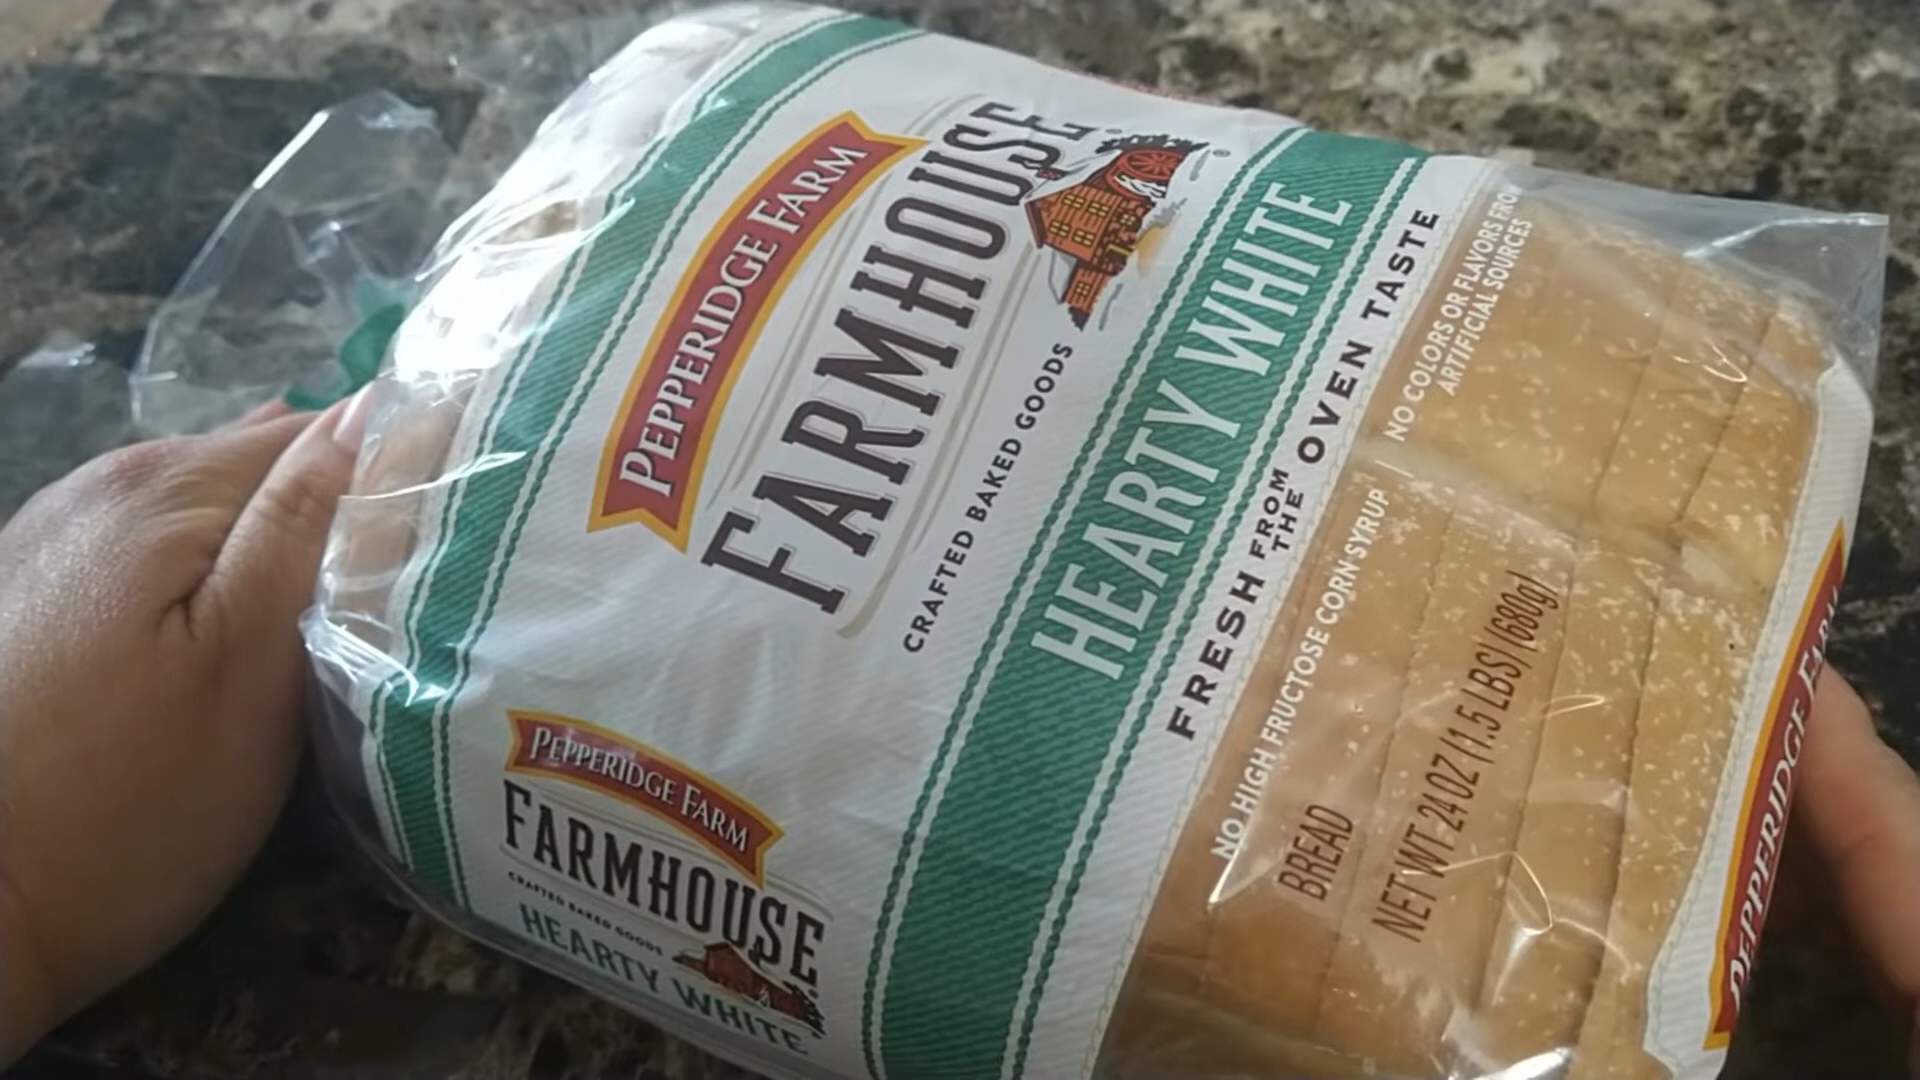 PEPPERIDGE FARM
FARMHOUSE®
CRAFTED BAKED GOODS
HEARTY WHITE
FRESH FROM THE OVEN TASTE
NO HIGH FRUCTOSE CORN SYRUP | NO COLORS OR FLAVORS FROM
ARTIFICIAL SOURCES
BREAD
NET WT 24 OZ (1.5 LBS) (680g)
PEPPERIDGE FARM
FARMHOUSE
CRAFTED BAKED GOODS
HEARTY WHITE
PEPPERIDGE FARM